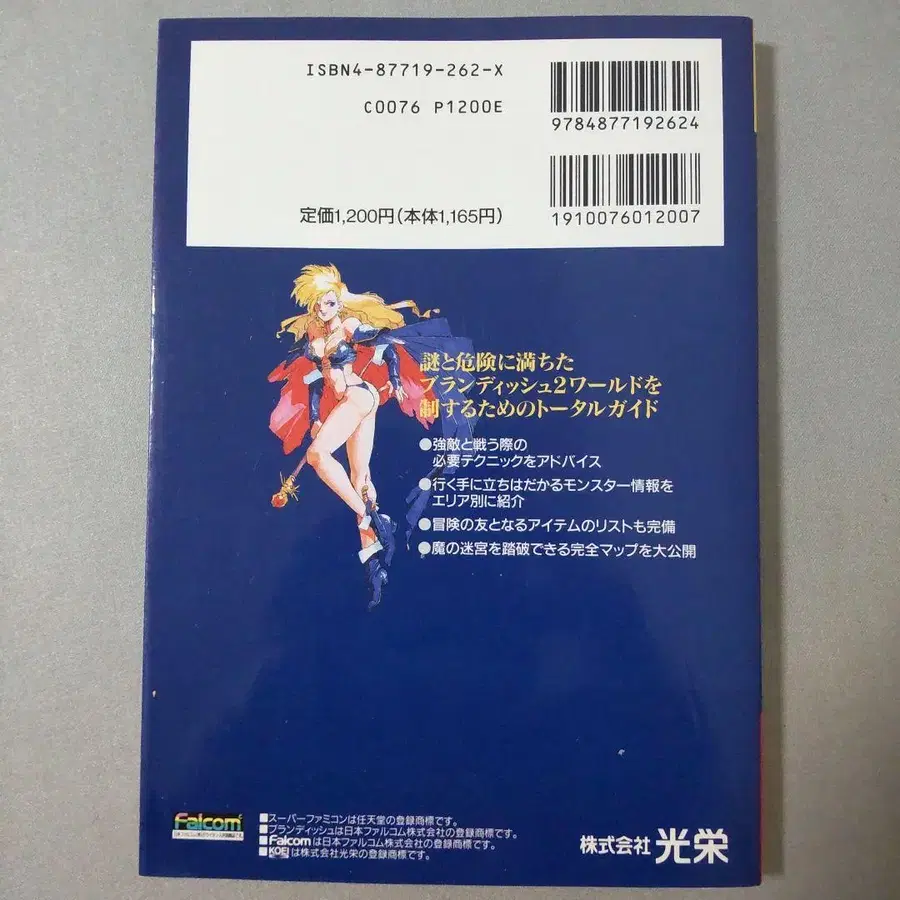 ISBN4-87719-262-X
C0076 P1200E
9784877192624
1910076012007
定価1,200円(本体1,165円)
謎と危険に満ちた
ブランディッシュ2ワールドを
制するためのトータルガイド
●強敵と戦う際の
必要テクニックをアドバイス
●行く手に立ちはだかるモンスター情報を
エリア別に紹介
●冒険の友となるアイテムのリストも完備
●魔の迷宮を踏破できる完全マップを大公開
Falcom
■スーパーファミコンは任天堂の登録商標です。
■ブランディッシュは日本ファルコム株式会社の登録商標です。
■Falcomは日本ファルコム株式会社の登録商標です。
■KOEIは株式会社光栄の登録商標です。
株式会社 光栄